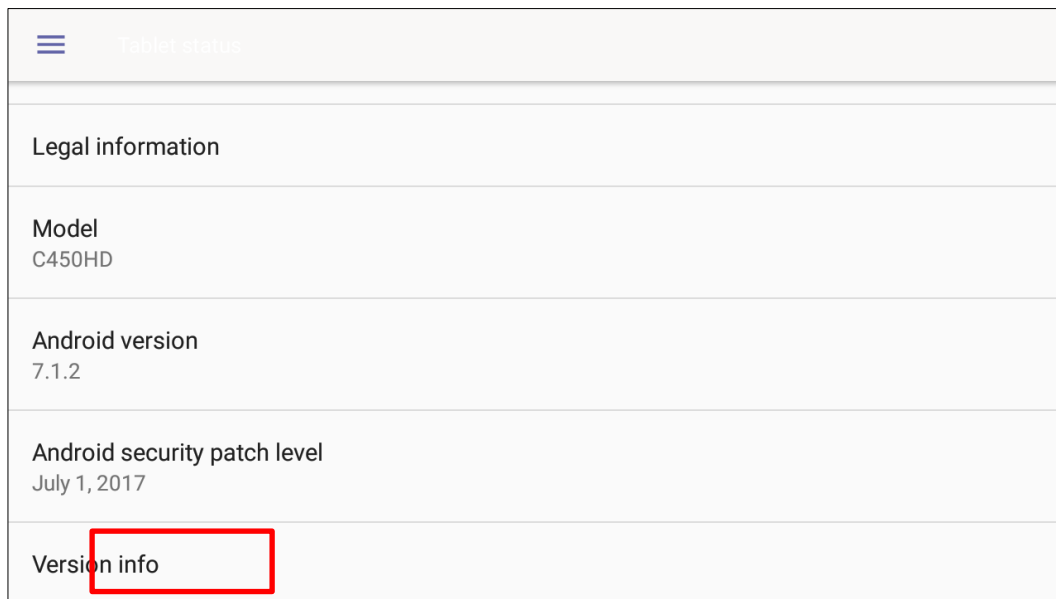 Tablet status
Legal information
Model
C450HD
Android version
7.1.2
Android security patch level
July 1, 2017
Version info